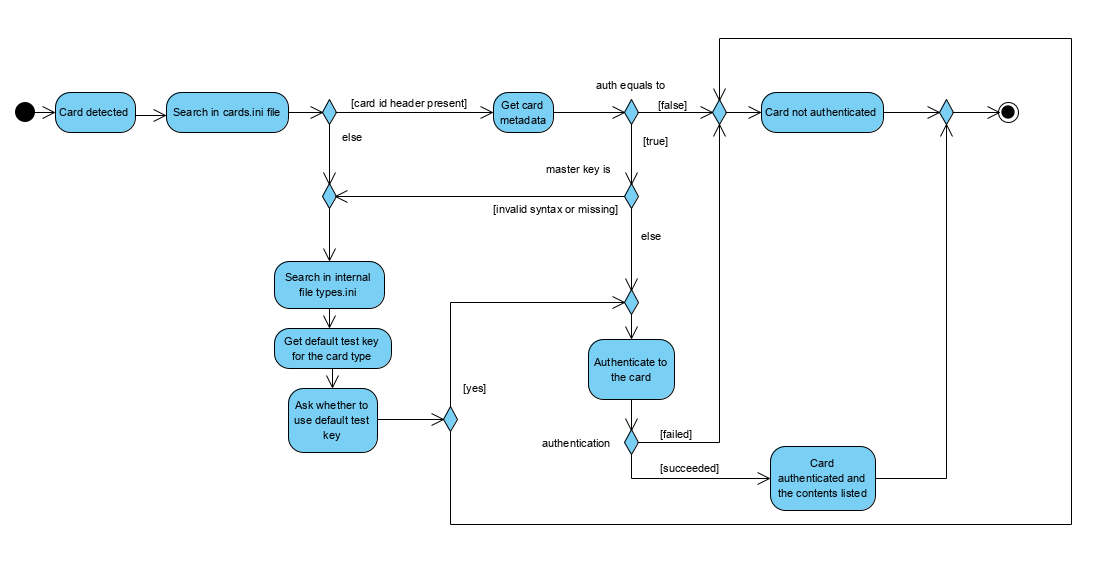 auth equals to
[card id header present]
[false]
Card detected
Search in cards.ini file
Get card
metadata
Card not authenticated
else
[true]
master key is
[invalid syntax or missing]
else
Search in internal
file types.ini
Get default test key
for the card type
Authenticate to
the card
[yes]
Ask whether to
use default test
key
authentication
[failed]
[succeeded]
Card
authenticated and
the contents listed